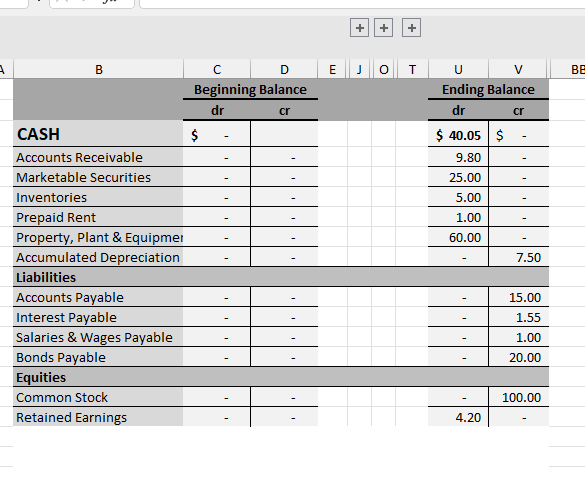 + + +
A B C D E J O T U V BB
Beginning Balance Ending Balance
dr cr dr cr
CASH $ - $ 40.05 $ -
Accounts Receivable - - 9.80
Marketable Securities - - 25.00
Inventories - - 5.00
Prepaid Rent - - 1.00
Property, Plant & Equipmen - - 60.00 -
Accumulated Depreciation - - - 7.50
Liabilities
Accounts Payable - - - 15.00
Interest Payable - - - 1.55
Salaries & Wages Payable - - - 1.00
Bonds Payable - - - 20.00
Equities
Common Stock - - - 100.00
Retained Earnings - - 4.20 -